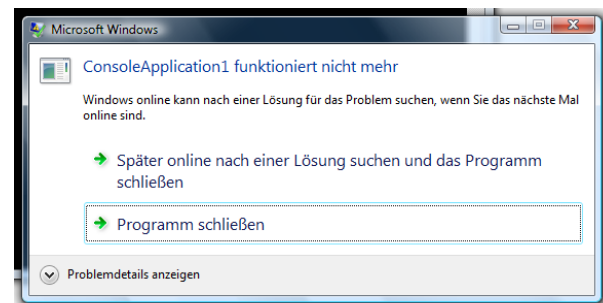 Microsoft Windows
ConsoleApplication1 funktioniert nicht mehr
Windows online kann nach einer Lösung für das Problem suchen, wenn Sie das nächste Mal
online sind.
Später online nach einer Lösung suchen und das Programm
schließen
Programm schließen
Problemdetails anzeigen